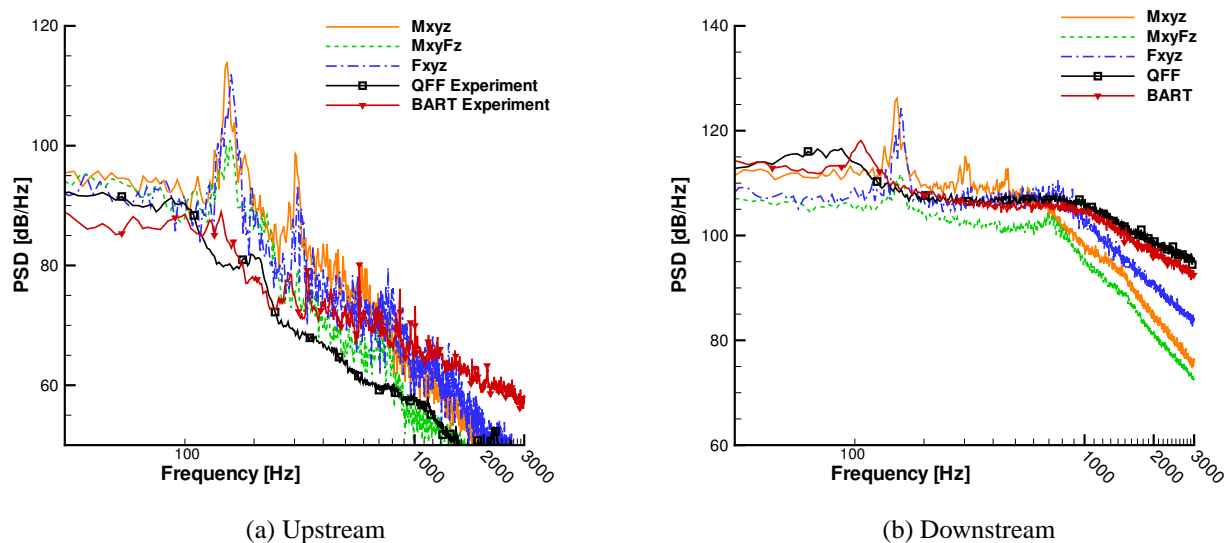 PSD [dB/Hz]
120
100
80
60
Mxyz
MxyFz
Fxyz
QFF Experiment
BART Experiment
100
1000
2000
3000
Frequency [Hz]
(a) Upstream
PSD [dB/Hz]
140
120
100
80
60
Mxyz
MxyFz
Fxyz
QFF
BART
100
1000
2000
3000
Frequency [Hz]
(b) Downstream